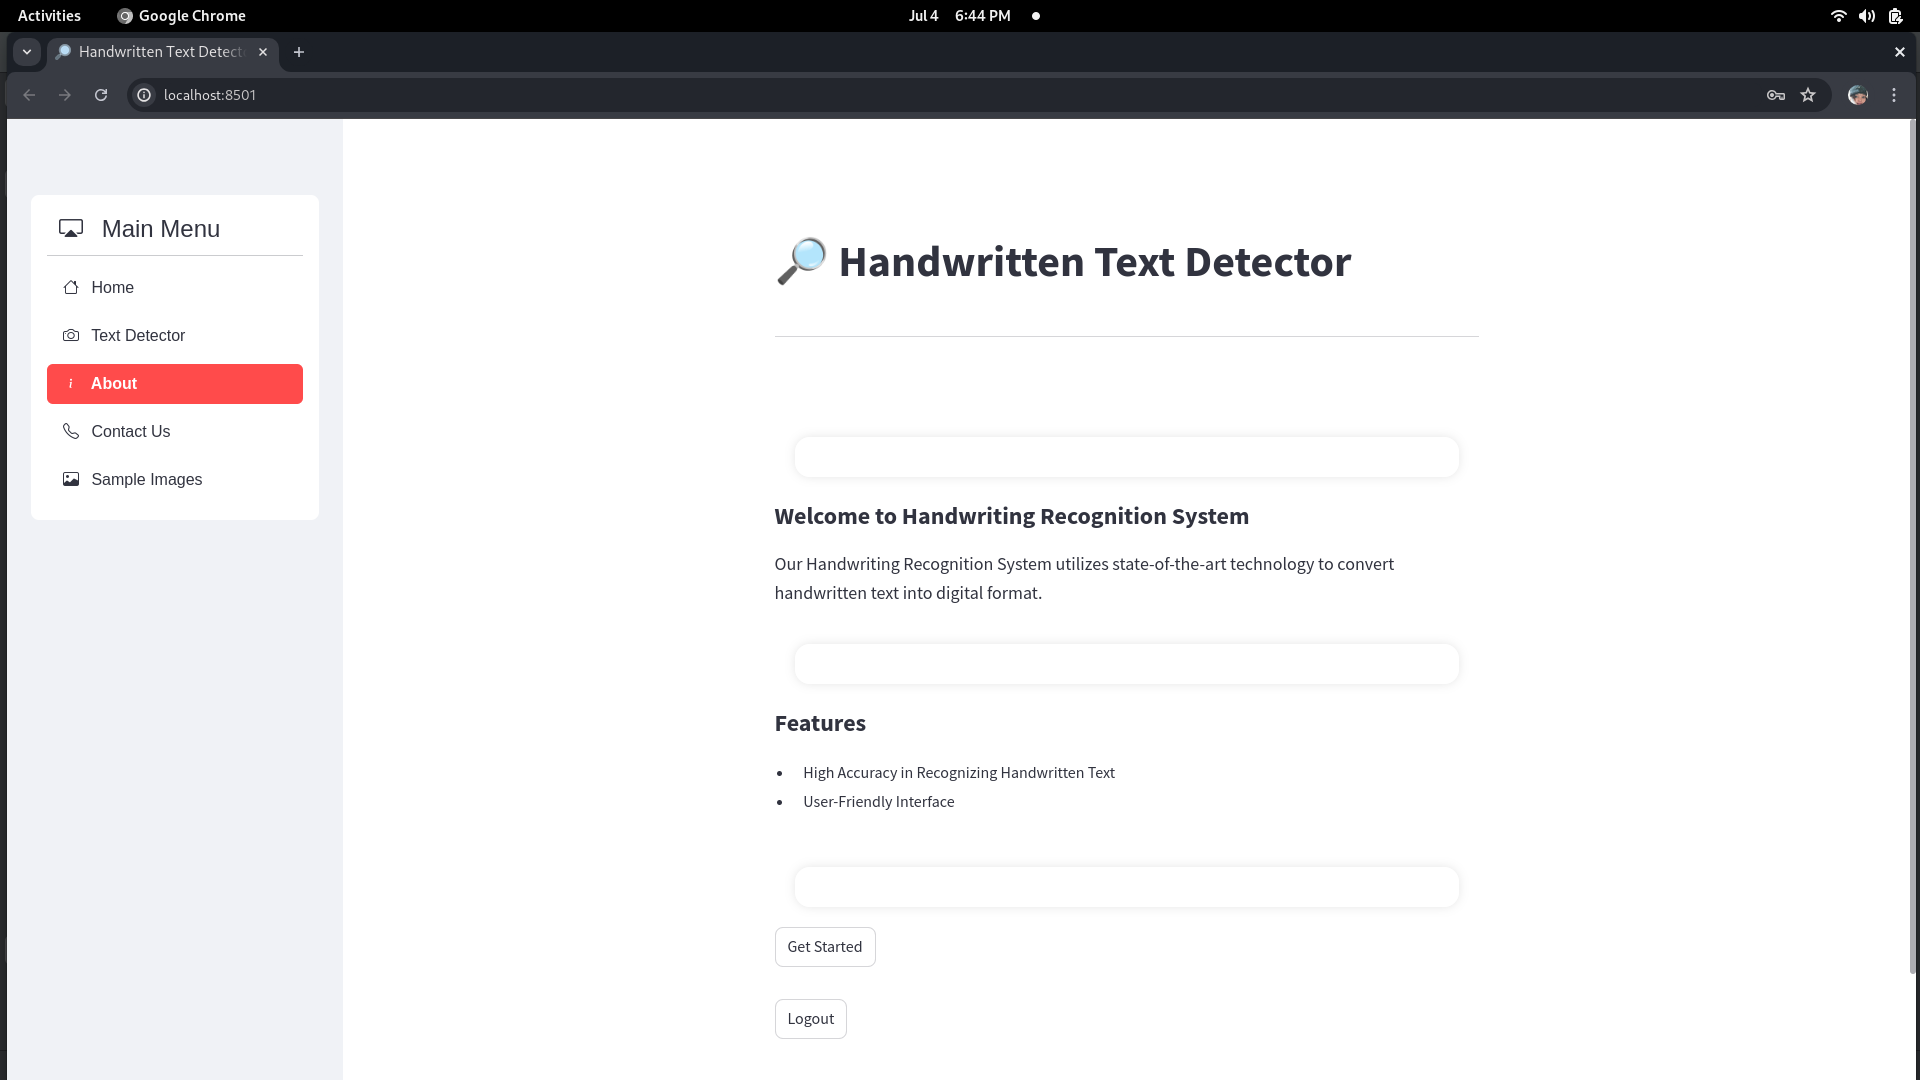 Activities
Google Chrome
Jul 4 6:44 PM
Handwritten Text Detect
localhost:8501
Main Menu
Home
Text Detector
About
Contact Us
Sample Images
Handwritten Text Detector
Welcome to Handwriting Recognition System
Our Handwriting Recognition System utilizes state-of-the-art technology to convert
handwritten text into digital format.
Features
• High Accuracy in Recognizing Handwritten Text
• User-Friendly Interface
Get Started
Logout